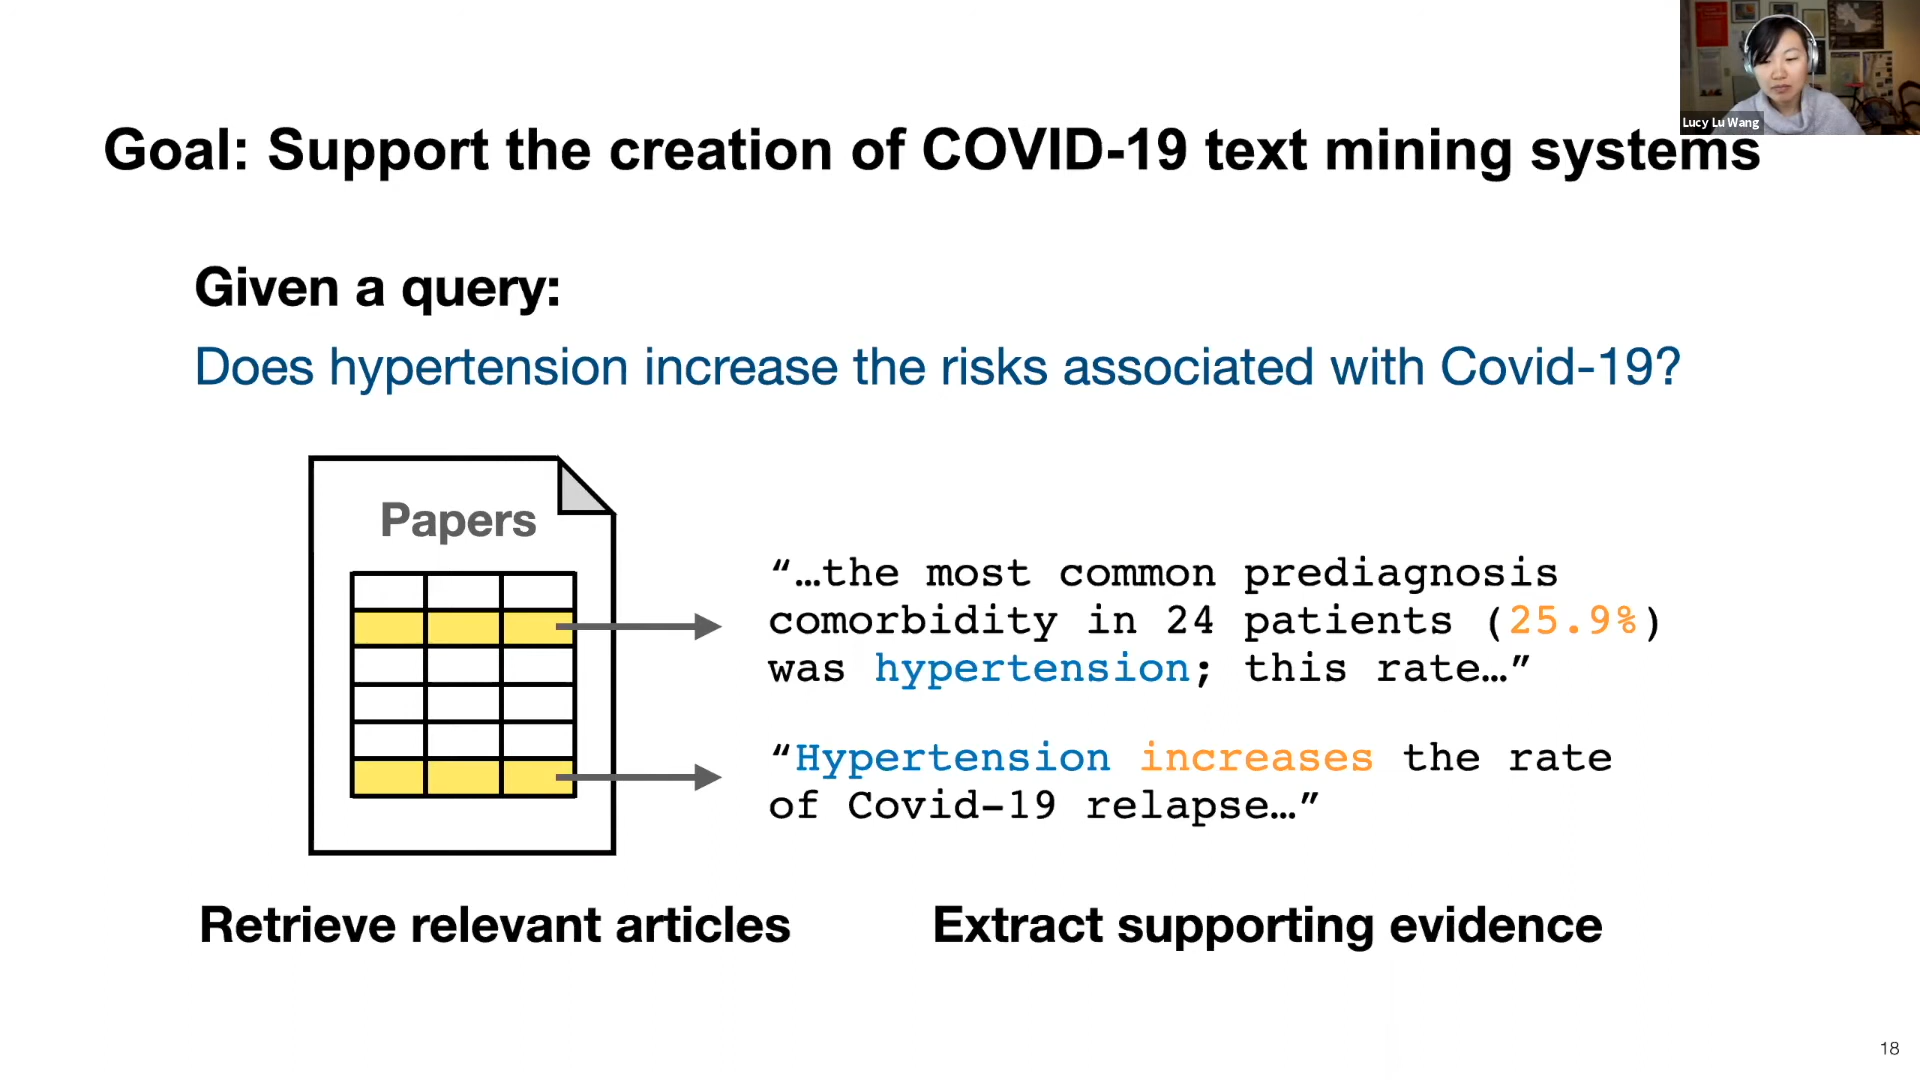 Lucy Lu Wang
Goal: Support the creation of COVID-19 text mining systems
Given a query:
Does hypertension increase the risks associated with Covid-19?
Papers
“…the most common prediagnosis
comorbidity in 24 patients (25.9%)
was hypertension; this rate…”
“Hypertension increases the rate
of Covid-19 relapse…”
Retrieve relevant articles
Extract supporting evidence
18